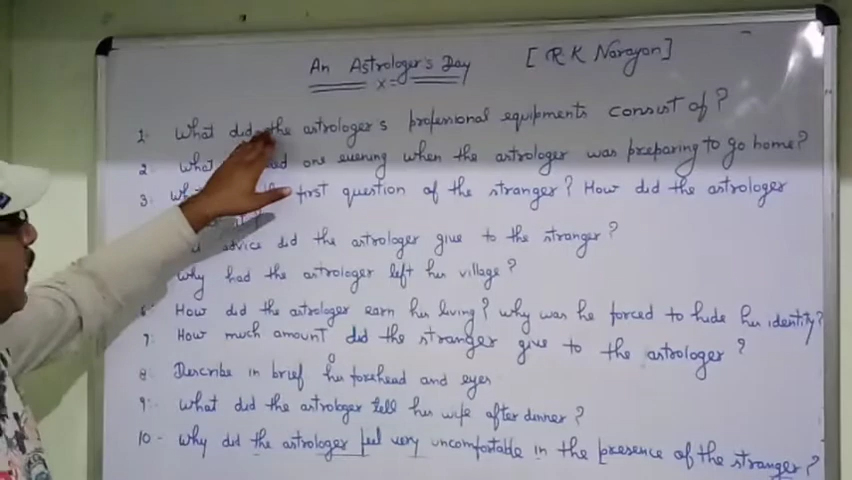 An Astrologer's Day [R K Narayan]
x
1. What did the astrologer's professional equipments consist of?
2. What one evening when the astrologer was preparing to go home?
3. first question of the stranger? How did the astrologer
advice did the astrologer give to the stranger?
why had the astrologer left his village?
6. How did the astrologer earn his living? why was he forced to hide his identity?
7. How much amount did the stranger give to the astrologer?
8. Describe in brief his forehead and eyes
9. what did the astrologer tell his wife after dinner?
10- why did the astrologer feel very uncomfortable in the presence of the stranger?